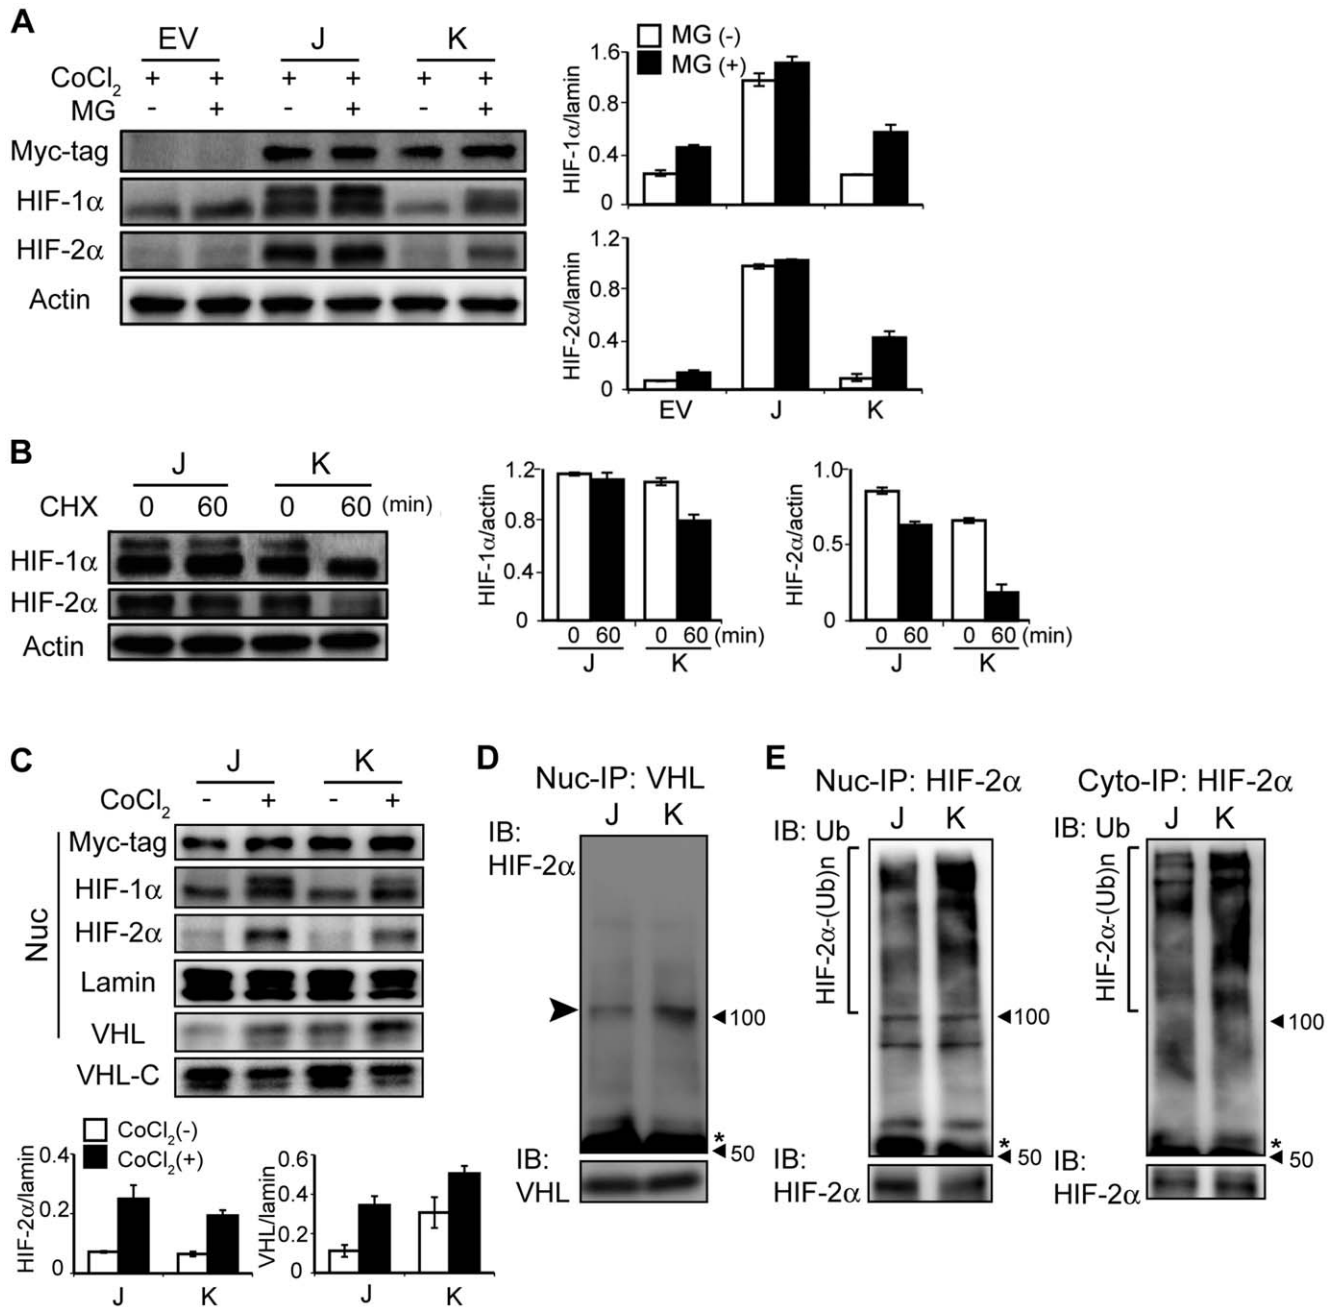 A
EV J K
CoCl2 + + + + + +
MG - + - + - +
Myc-tag
HIF-1α
HIF-2α
Actin
MG (-)
MG (+)
HIF-1α/lamin
1.6
0.8
0.4
0
HIF-2α/lamin
1.2
0.8
0.4
0
EV J K
B
J K
CHX 0 60 0 60 (min)
HIF-1α
HIF-2α
Actin
HIF-1α/actin
1.2
0.8
0.4
0
0 60 0 60 (min)
J K
HIF-2α/actin
1.0
0.5
0
0 60 0 60 (min)
J K
C
J K
CoCl2 - + - +
Nuc
Myc-tag
HIF-1α
HIF-2α
Lamin
VHL
VHL-C
CoCl2(-)
CoCl2(+)
HIF-2α/lamin
0.4
0.2
0
J K
VHL/lamin
0.6
0.4
0.2
0
J K
D
Nuc-IP: VHL
J K
IB:
HIF-2α
100
*
50
IB:
VHL
E
Nuc-IP: HIF-2α
IB: Ub J K
HIF-2α-(Ub)n
100
*
50
IB:
HIF-2α
Cyto-IP: HIF-2α
IB: Ub J K
HIF-2α-(Ub)n
100
*
50
IB:
HIF-2α